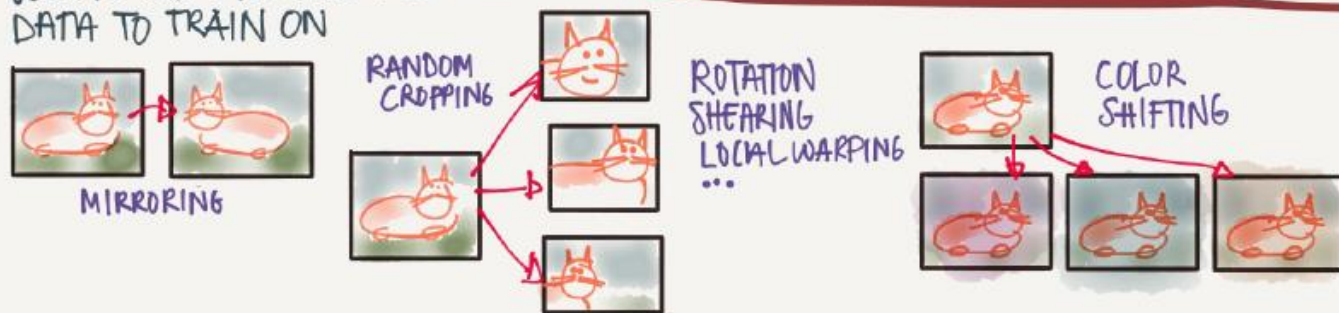 DATA TO TRAIN ON
MIRRORING
RANDOM
CROPPING
ROTATION
SHEARING
LOCAL WARPING
...
COLOR
SHIFTING